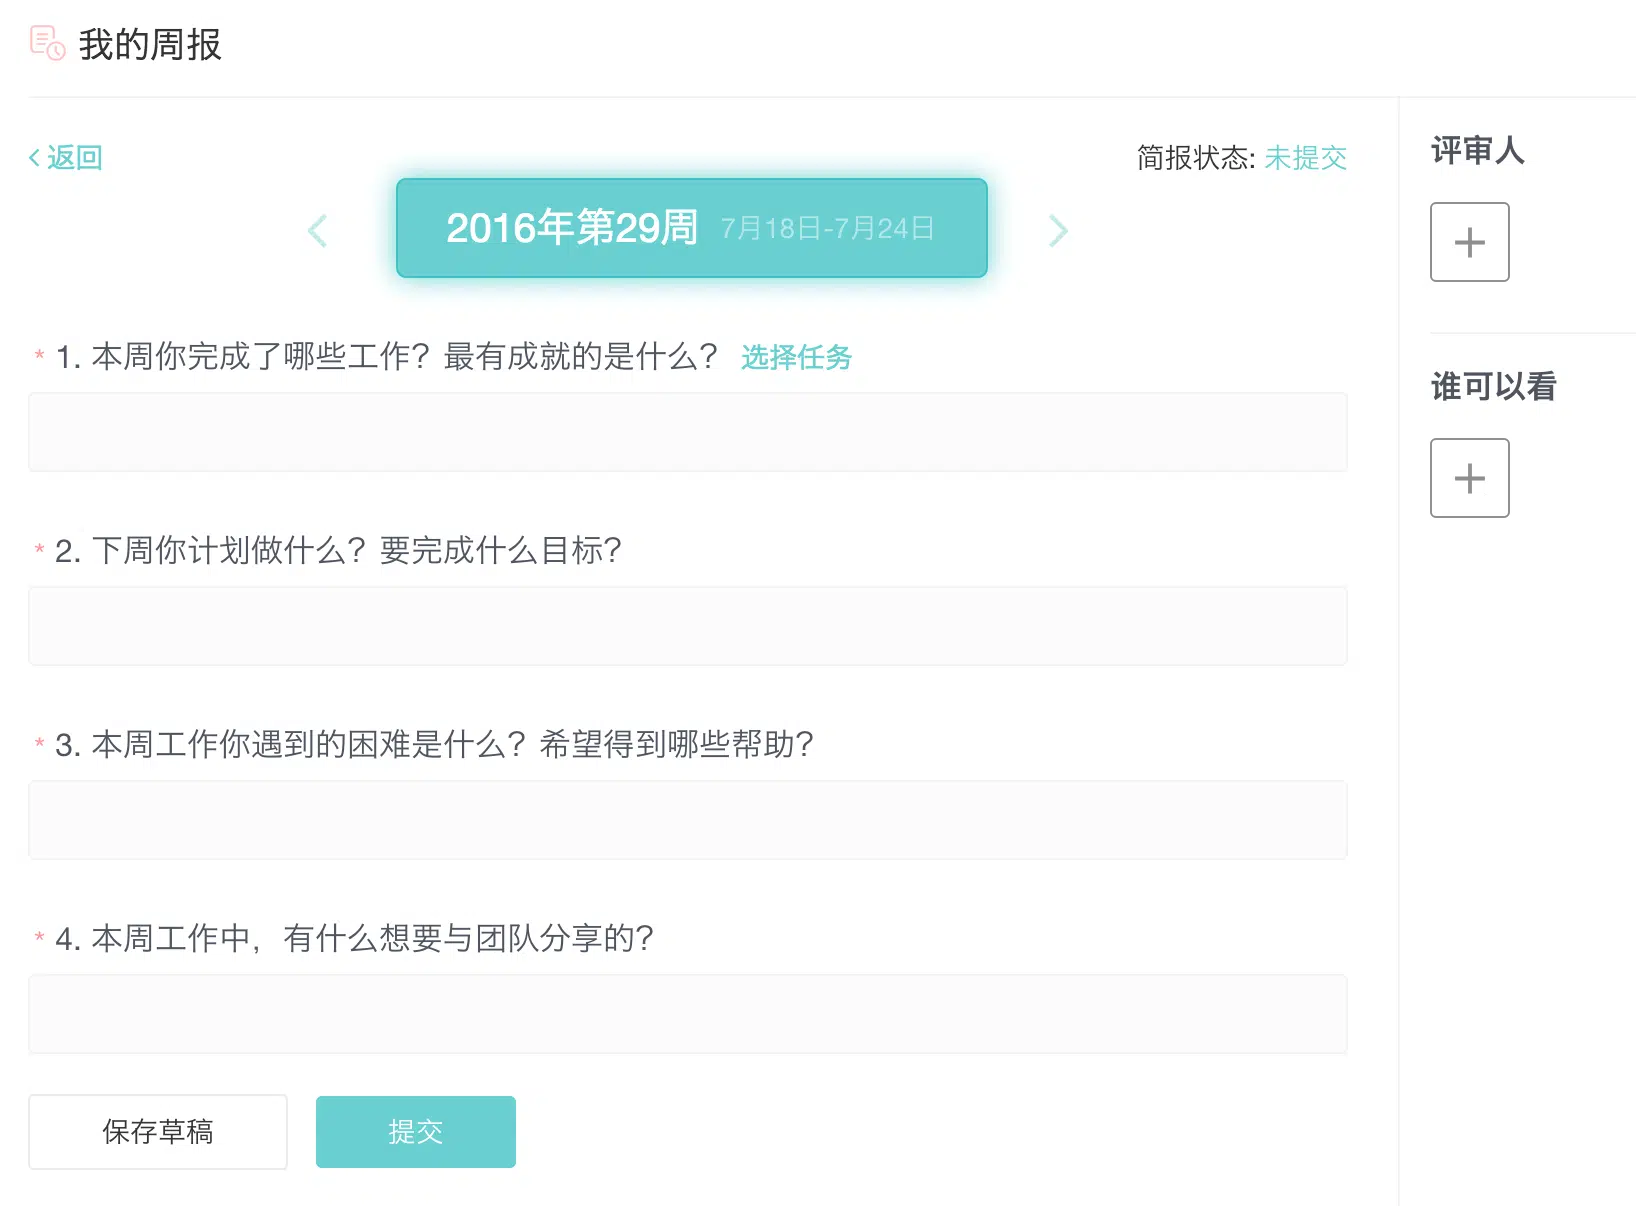 我的周报
返回
简报状态: 未提交
2016年第29周 7月18日-7月24日
* 1. 本周你完成了哪些工作？最有成就的是什么？ 选择任务
* 2. 下周你计划做什么？要完成什么目标？
* 3. 本周工作你遇到的困难是什么？希望得到哪些帮助？
* 4. 本周工作中，有什么想要与团队分享的？
保存草稿 提交
评审人
谁可以看